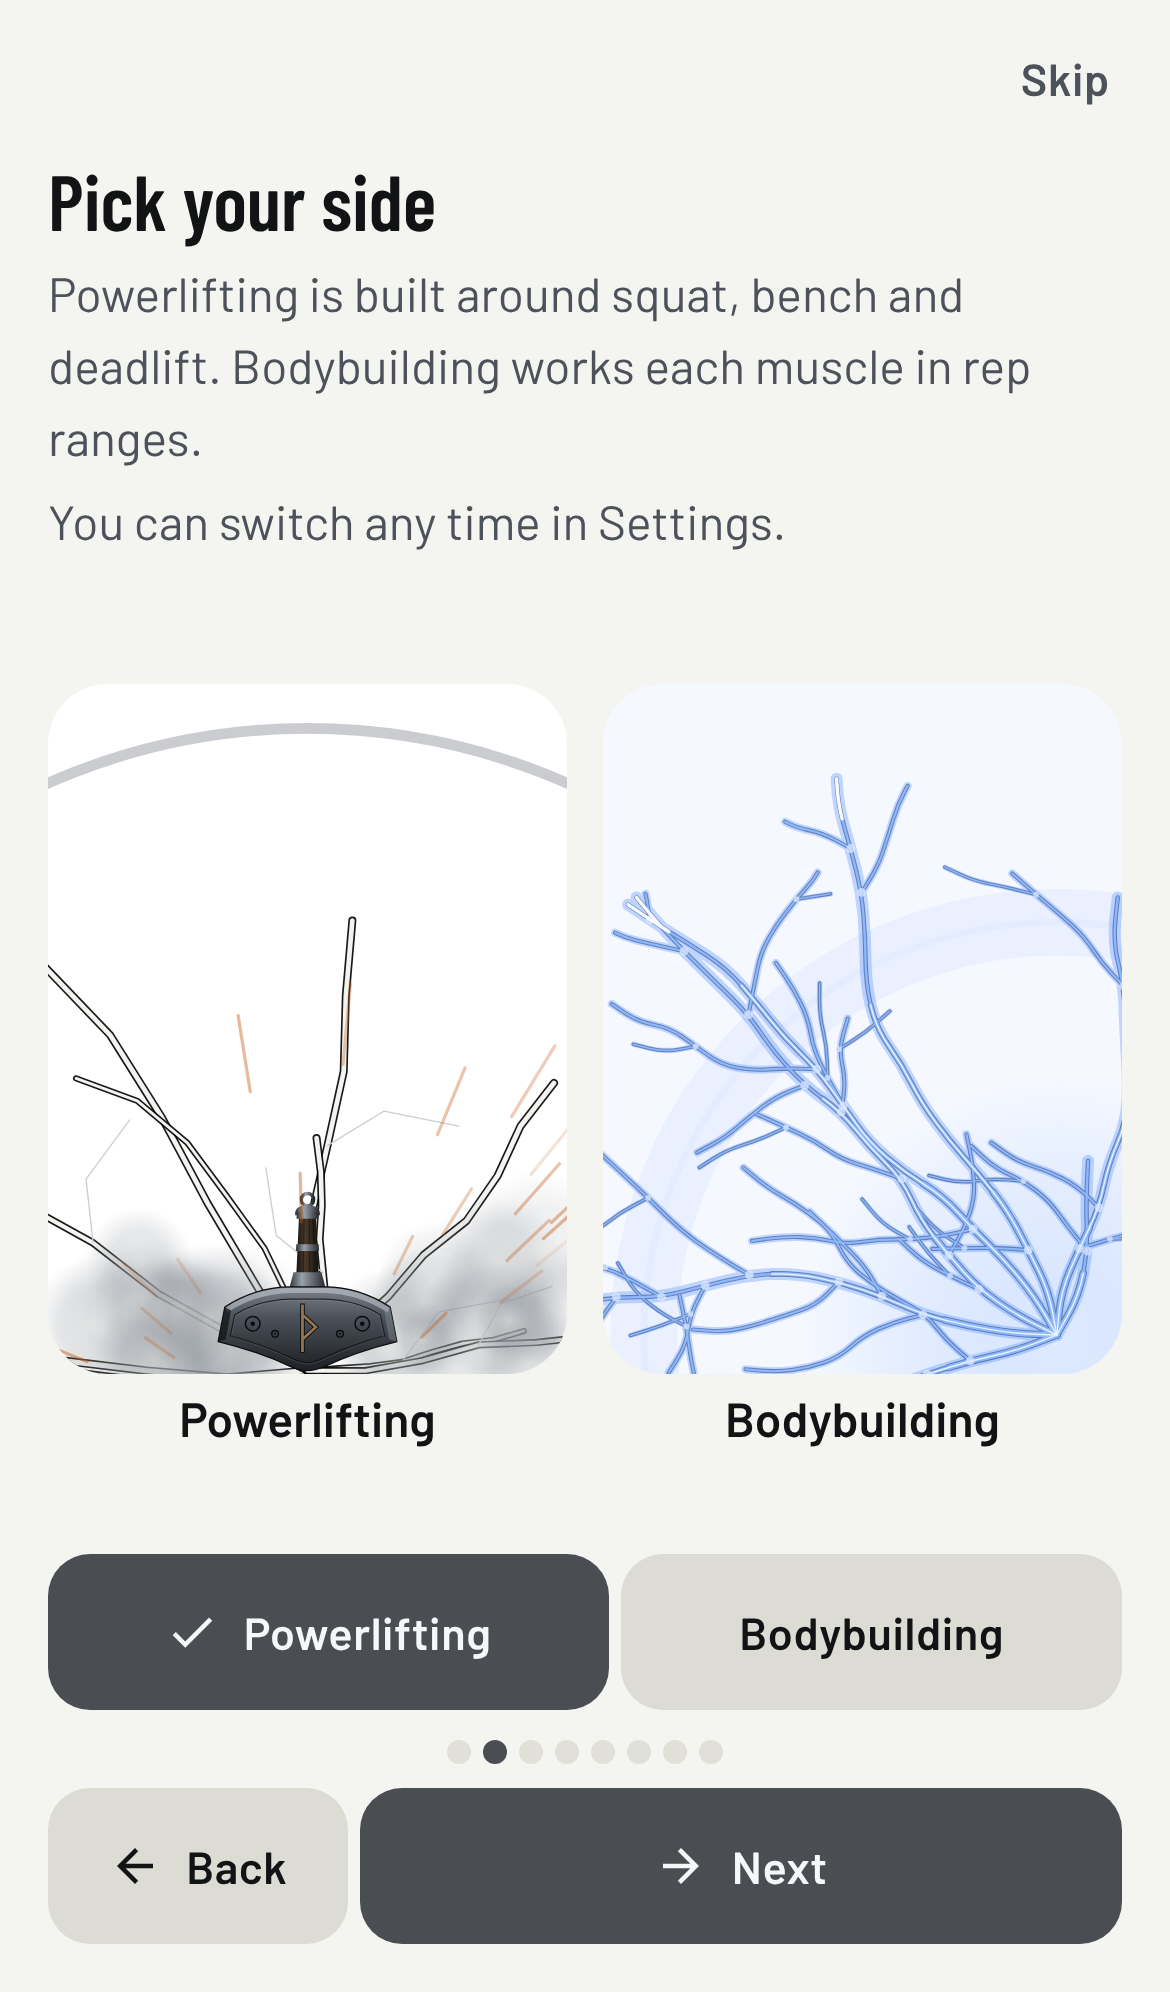 Skip
Pick your side
Powerlifting is built around squat, bench and
deadlift. Bodybuilding works each muscle in rep
ranges.
You can switch any time in Settings.
Powerlifting
Bodybuilding
Powerlifting
Bodybuilding
Back
Next